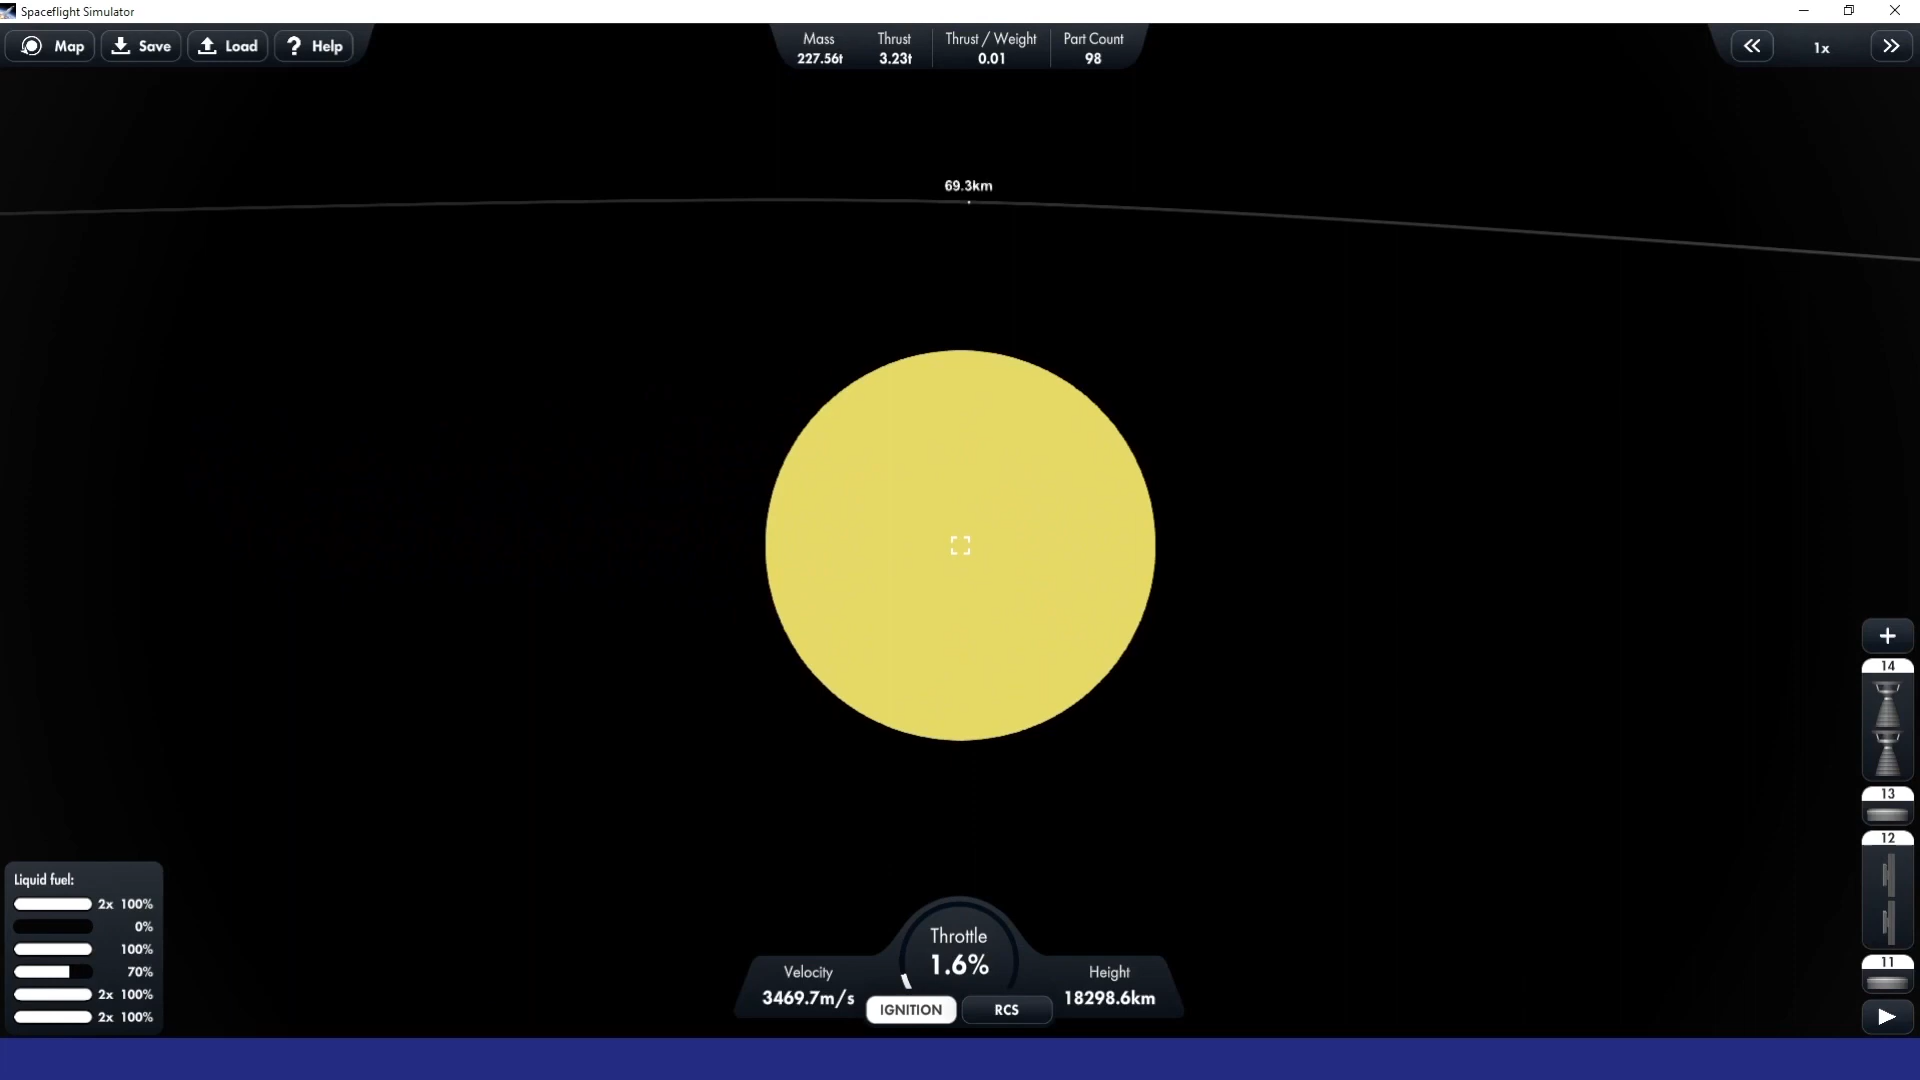 Spaceflight Simulator
Map
Save
Load
? Help
Mass
227.56t
Thrust
3.23t
Thrust / Weight
0.01
Part Count
98
1x
69.3km
14
13
12
11
Liquid fuel:
2x 100%
0%
100%
70%
2x 100%
2x 100%
Throttle
1.6%
Velocity
3469.7m/s
IGNITION
RCS
Height
18298.6km